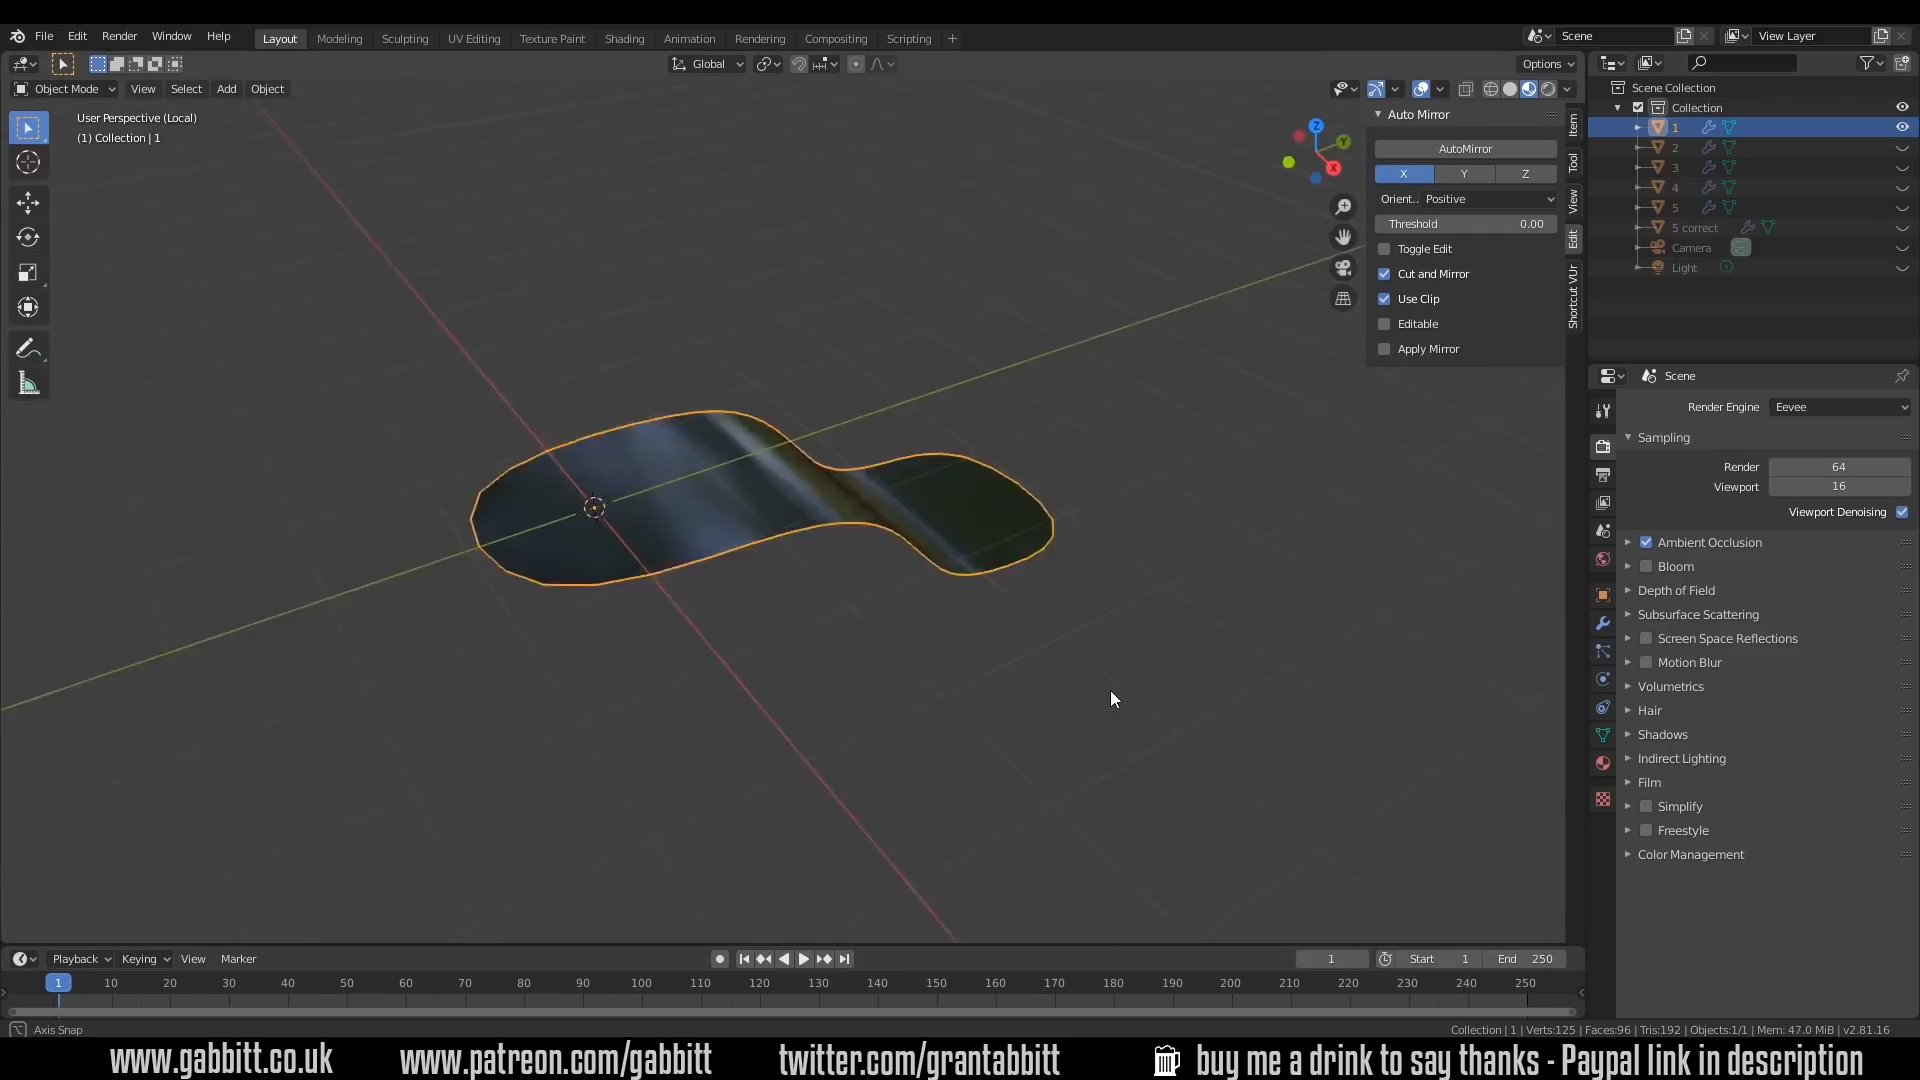 File Edit Render Window Help Layout Modeling Sculpting UV Editing Texture Paint Shading Animation Rendering Compositing Scripting + Scene View Layer
Global Options
Object Mode View Select Add Object
User Perspective (Local)
(1) Collection | 1
Z
Y
X
Auto Mirror
AutoMirror
X Y Z
Orient.. Positive
Threshold 0.00
Toggle Edit
Cut and Mirror
Use Clip
Editable
Apply Mirror
Item
Tool
View
Edit
Shortcut VUr
Scene Collection
Collection
1
2
3
4
5
5 correct
Camera
Light
Scene
Render Engine Eevee
Sampling
Render 64
Viewport 16
Viewport Denoising
Ambient Occlusion
Bloom
Depth of Field
Subsurface Scattering
Screen Space Reflections
Motion Blur
Volumetrics
Hair
Shadows
Indirect Lighting
Film
Simplify
Freestyle
Color Management
Playback Keying View Marker 1 Start 1 End 250
1 10 20 30 40 50 60 70 80 90 100 110 120 130 140 150 160 170 180 190 200 210 220 230 240 250
Axis Snap Collection | 1 | Verts:125 | Faces:96 | Tris:192 | Objects:1/1 | Mem: 47.0 MiB | v2.81.16
www.gabbitt.co.uk www.patreon.com/gabbitt twitter.com/grantabbitt buy me a drink to say thanks - Paypal link in description